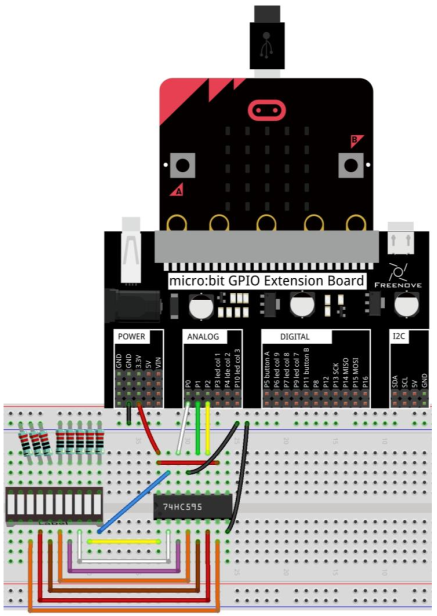 B
A
micro:bit GPIO Extension Board
FREENOVE
POWER
ANALOG
DIGITAL
I2C
GND
GND
3.3V
5V
VIN
P0
P1
P2
P3 led col 1
P4 lde col 2
P10 led col 3
P5 button A
P6 led col 9
P7 led col 8
P9 led col 7
P11 button B
P8
P12
P13 SCK
P14 MISO
P15 MOSI
P16
SDA
SCL
5V
GND
74HC595